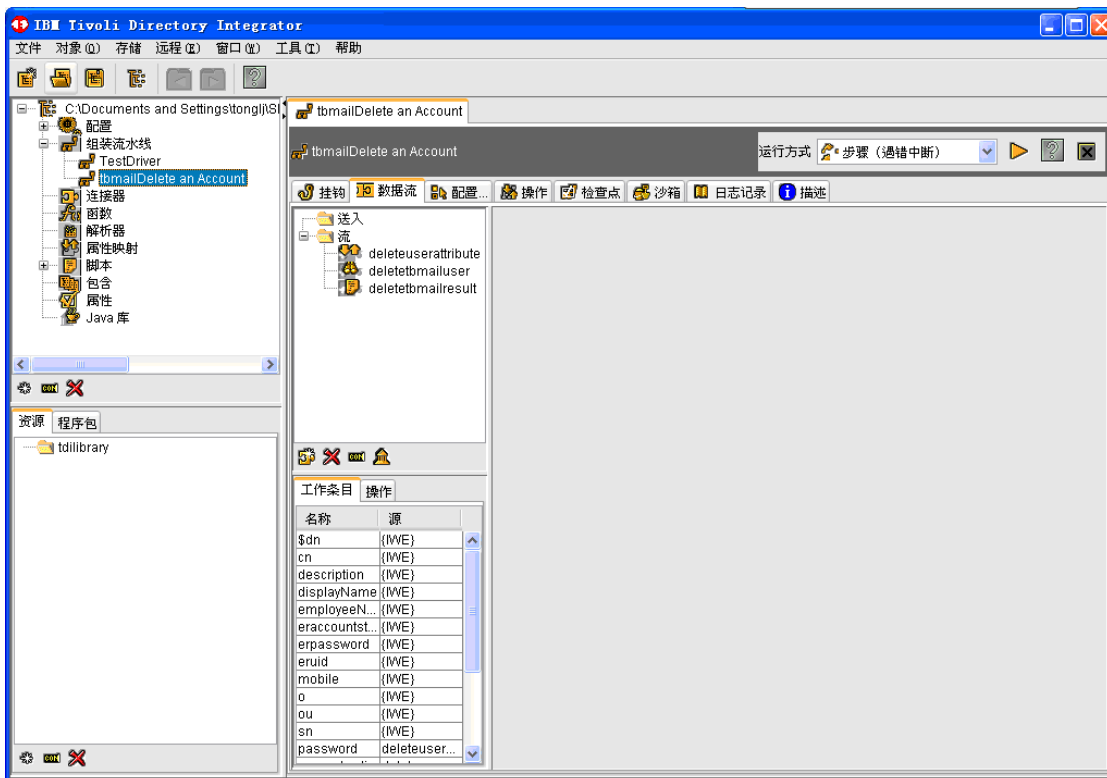 IBM Tivoli Directory Integrator
文件 对象(O) 存储 远程(E) 窗口(W) 工具(I) 帮助
C:\Documents and Settings\tonglj\SI
配置
组装流水线
TestDriver
tbmailDelete an Account
连接器
函数
解析器
属性映射
脚本
包含
属性
Java 库
资源 程序包
tdilibrary
tbmailDelete an Account
tbmailDelete an Account
运行方式 步骤（遇错中断）
挂钩 数据流 配置... 操作 检查点 沙箱 日志记录 描述
送入
流
deleteuserattribute
deletetbmailuser
deletetbmailresult
工作条目 操作
名称 源
$dn {IWE}
cn {IWE}
description {IWE}
displayName {IWE}
employeeN... {IWE}
eraccountst... {IWE}
erpassword {IWE}
eruid {IWE}
mobile {IWE}
o {IWE}
ou {IWE}
sn {IWE}
password deleteuser...